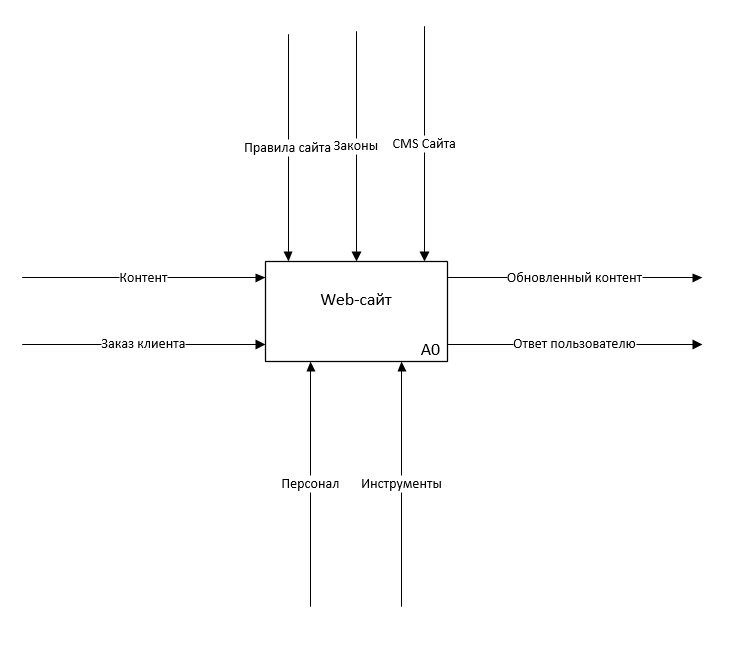 Правила сайта
Законы
CMS Сайта
Контент
Обновленный контент
Web-сайт
Заказ клиента
A0
Ответ пользователю
Персонал
Инструменты